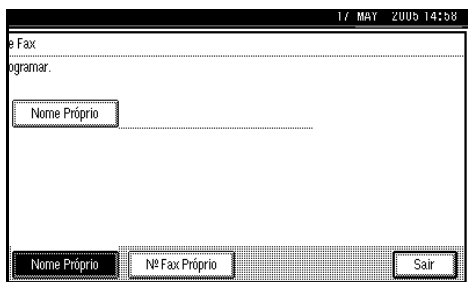 17 MAY 2005 14:58
e Fax
ogramar.
Nome Próprio
Nome Próprio Nº Fax Próprio Sair